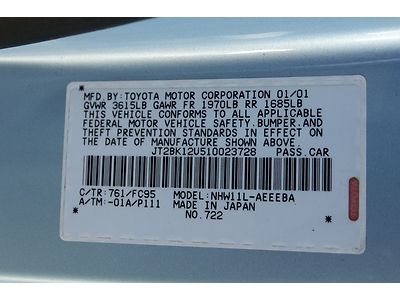 MFD.BY:TOYOTA MOTOR CORPORATION 01/01
GVWR 3615LB GAWR FR 1970LB RR 1685LB
THIS VEHICLE CONFORMS TO ALL APPLICABLE
FEDERAL MOTOR VEHICLE SAFETY,BUMPER,AND
THEFT PREVENTION STANDARDS IN EFFECT ON
THE DATE OF MANUFACTURE SHOWN ABOVE.
JT2BK12U510023728 PASS.CAR
C/TR:761/FC95 MODEL:NHW11L-AEEEBA
A/TM:-01A/P111 MADE IN JAPAN
NO.722